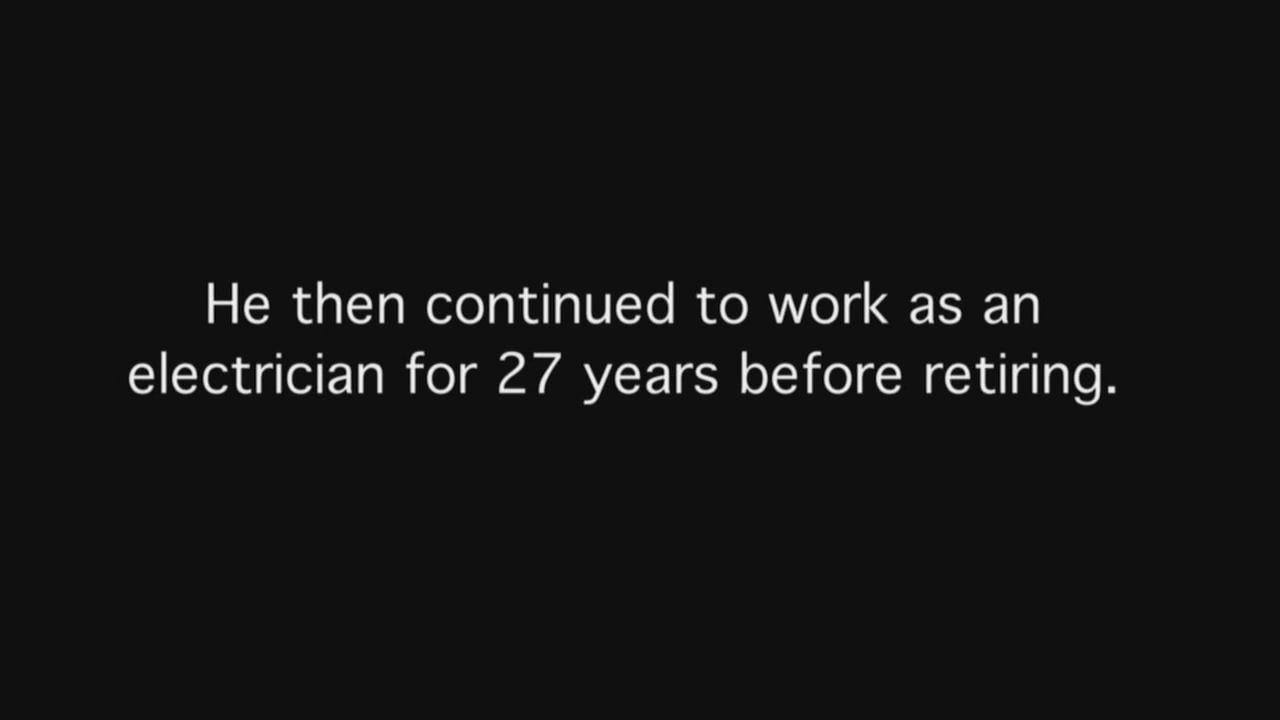 He then continued to work as an
electrician for 27 years before retiring.